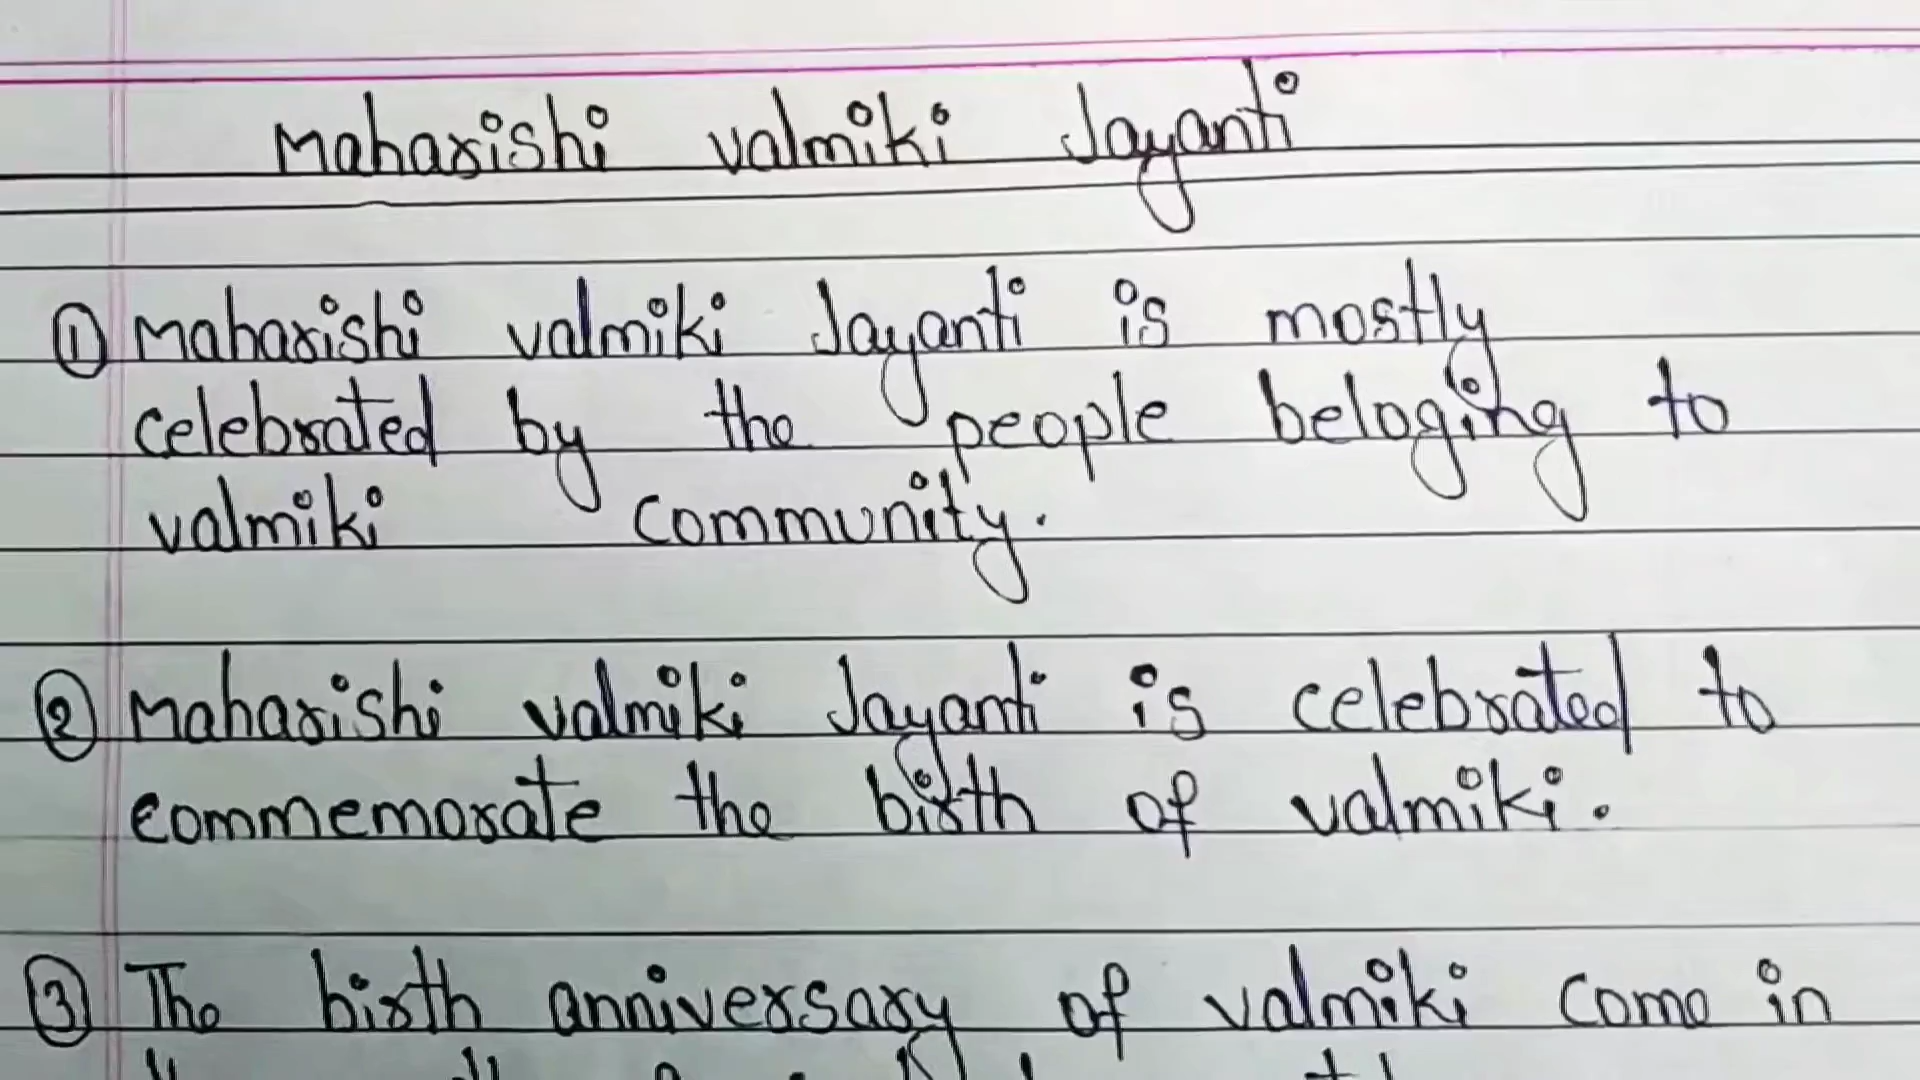 Maharishi valmiki Jayanti
① Maharishi valmiki Jayanti is mostly
celebrated by the people beloging to
valmiki community.
② Maharishi valmiki Jayanti is celebrated to
commemorate the birth of valmiki.
③ The birth anniversary of valmiki come in